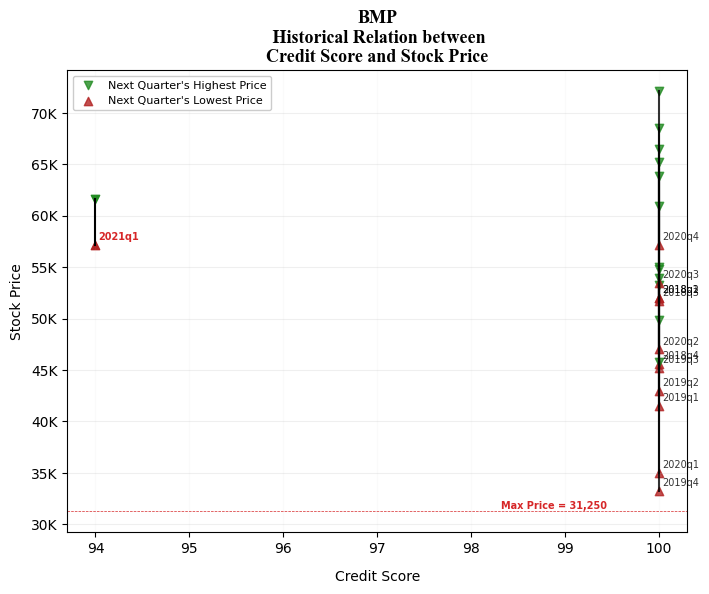 BMP
Historical Relation between
Credit Score and Stock Price
Next Quarter's Highest Price
Next Quarter's Lowest Price
70K
65K
60K
55K
50K
45K
40K
35K
30K
Stock Price
2021q1
2020q4
2020q3
2020q2
2018q4
2019q3
2019q2
2019q1
2020q1
2019q4
Max Price = 31,250
94
95
96
97
98
99
100
Credit Score